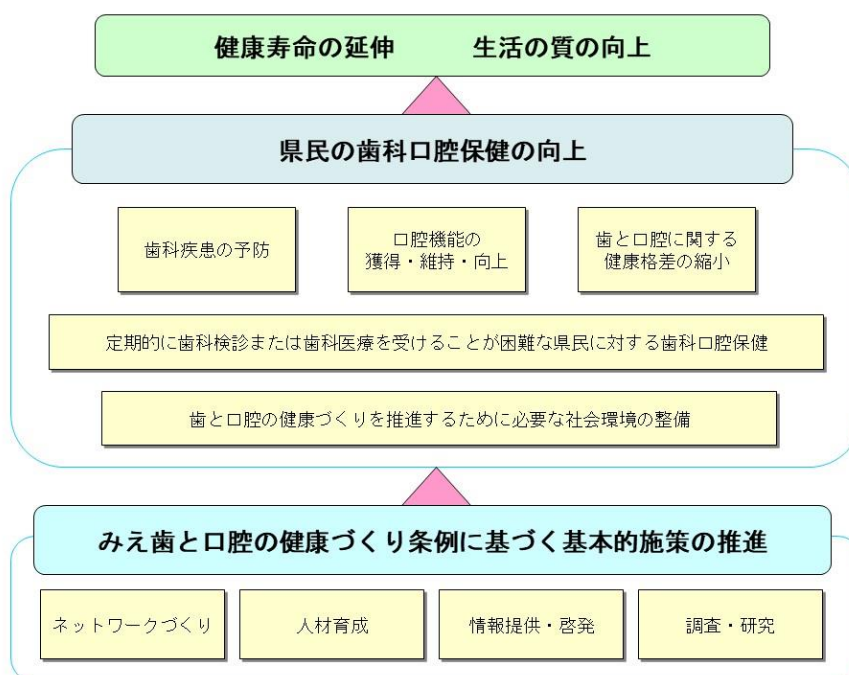 健康寿命の延伸　　　生活の質の向上
県民の歯科口腔保健の向上
歯科疾患の予防
口腔機能の
獲得・維持・向上
歯と口腔に関する
健康格差の縮小
定期的に歯科検診または歯科医療を受けることが困難な県民に対する歯科口腔保健
歯と口腔の健康づくりを推進するために必要な社会環境の整備
みえ歯と口腔の健康づくり条例に基づく基本的施策の推進
ネットワークづくり
人材育成
情報提供・啓発
調査・研究